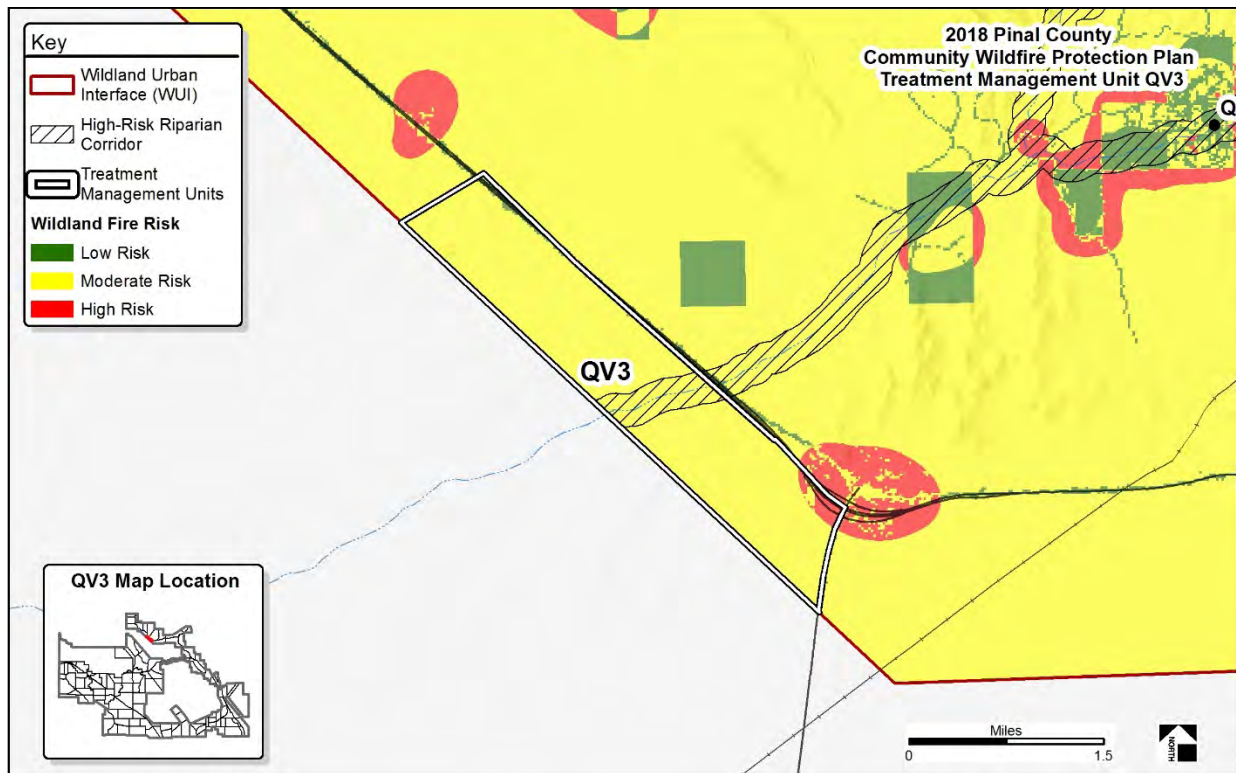 Key
Wildland Urban
Interface (WUI)
High-Risk Riparian
Corridor
Treatment
Management Units
Wildland Fire Risk
Low Risk
Moderate Risk
High Risk
2018 Pinal County
Community Wildfire Protection Plan
Treatment Management Unit QV3
Q
QV3
QV3 Map Location
Miles
0
1.5
NORTH